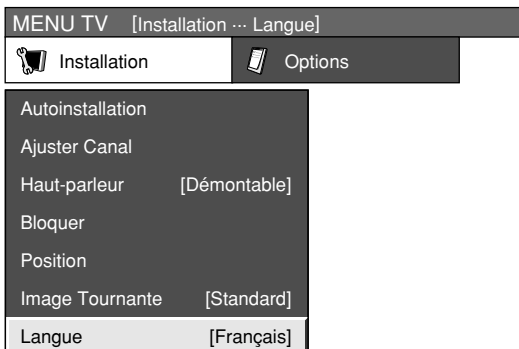 MENU TV [Installation ··· Langue]
Installation Options
Autoinstallation
Ajuster Canal
Haut-parleur [Démontable]
Bloquer
Position
Image Tournante [Standard]
Langue [Français]